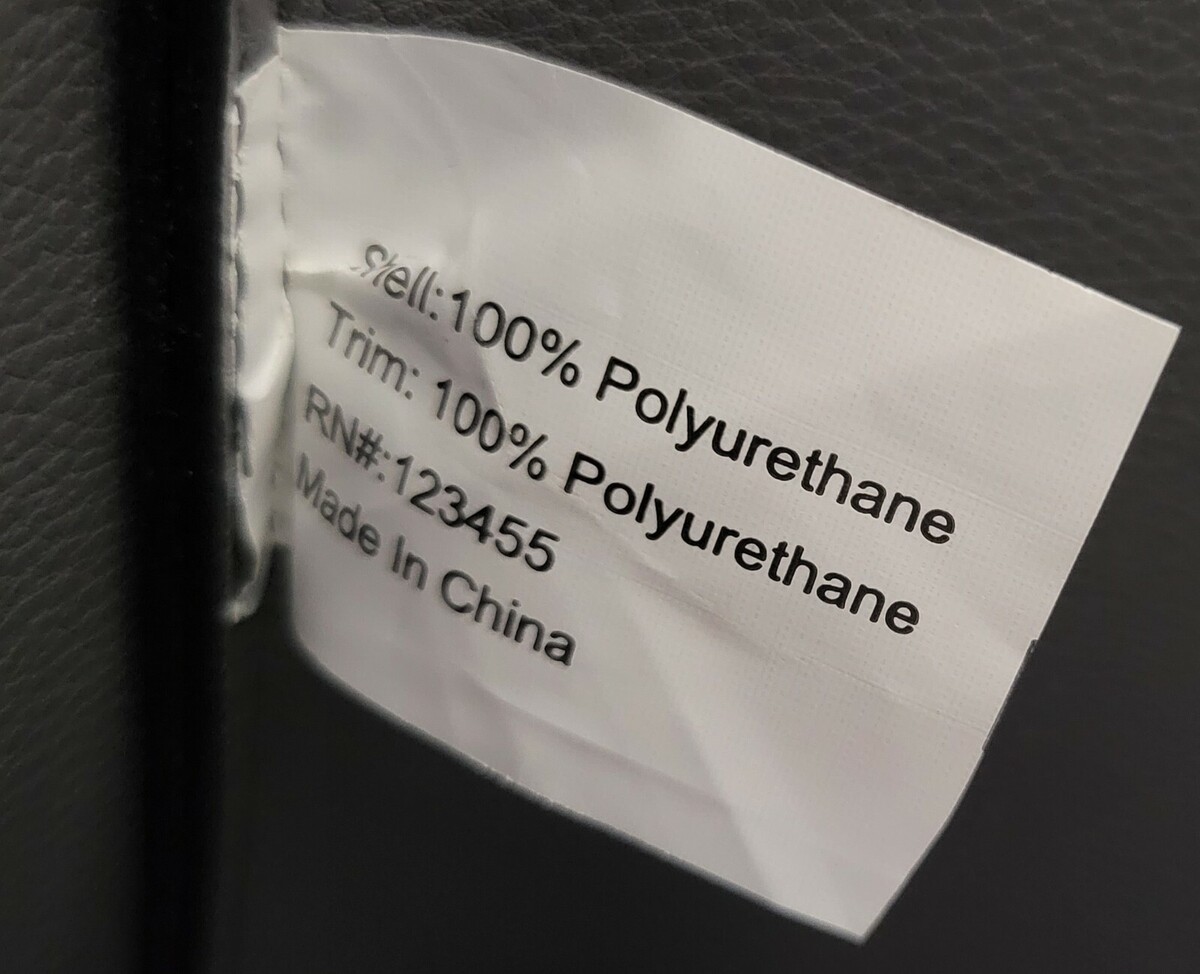 Shell:100% Polyurethane
Trim: 100% Polyurethane
RN#:123455
Made In China